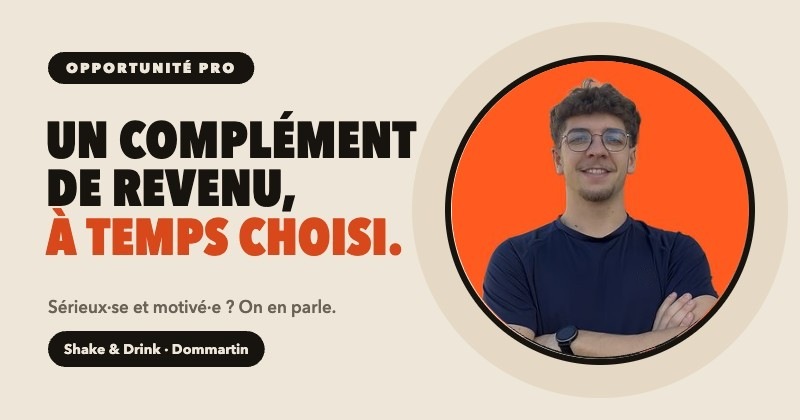 OPPORTUNITÉ PRO
UN COMPLÉMENT
DE REVENU,
À TEMPS CHOISI.
Sérieux·se et motivé·e ? On en parle.
Shake & Drink · Dommartin